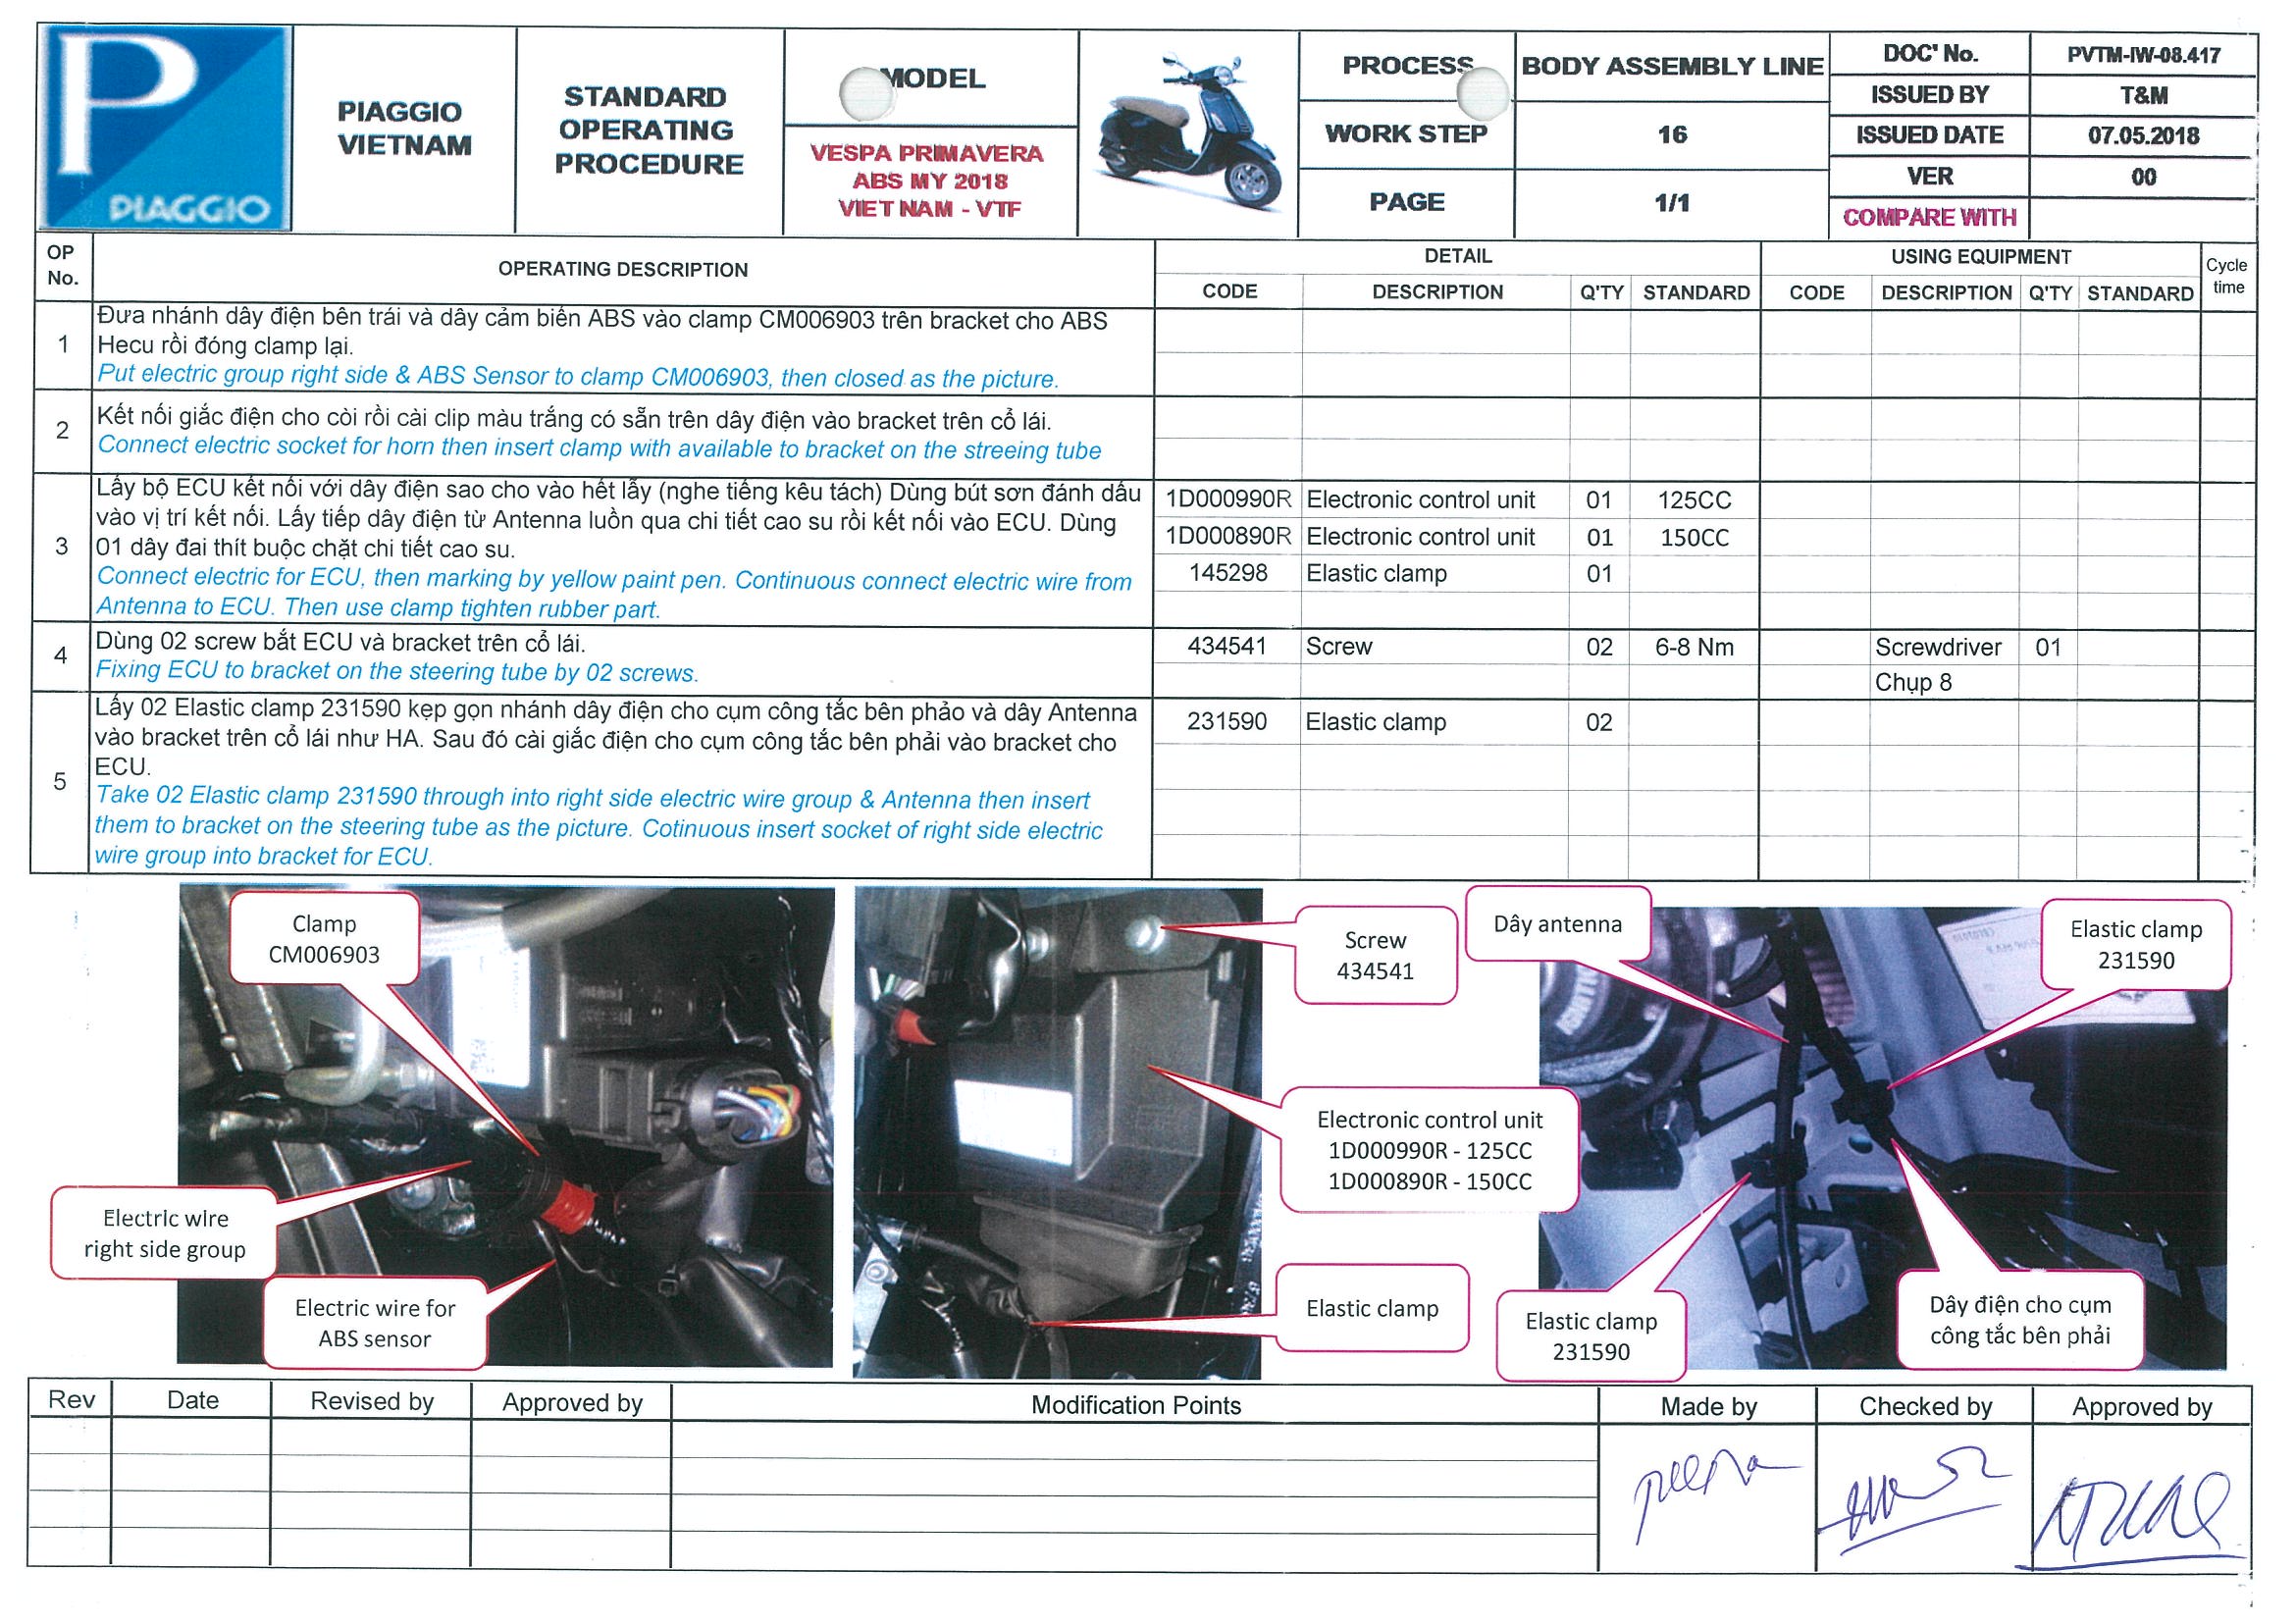 P
PIAGGIO
PIAGGIO
VIETNAM
STANDARD
OPERATING
PROCEDURE
MODEL
VESPA PRIMAVERA
ABS MY 2018
VIET NAM - VTF
PROCESS
BODY ASSEMBLY LINE
WORK STEP
16
PAGE
1/1
DOC' No.
PVTM-IW-08.417
ISSUED BY
T&M
ISSUED DATE
07.05.2018
VER
00
COMPARE WITH
OP
No.
OPERATING DESCRIPTION
DETAIL
USING EQUIPMENT
Cycle
time
CODE DESCRIPTION Q'TY STANDARD CODE DESCRIPTION Q'TY STANDARD
1
Đưa nhánh dây điện bên trái và dây cảm biến ABS vào clamp CM006903 trên bracket cho ABS
Hecu rồi đóng clamp lại.
Put electric group right side & ABS Sensor to clamp CM006903, then closed as the picture.
2
Kết nối giắc điện cho còi rồi cài clip màu trắng có sẵn trên dây điện vào bracket trên cổ lái.
Connect electric socket for horn then insert clamp with available to bracket on the streeing tube
3
Lấy bộ ECU kết nối với dây điện sao cho vào hết lẫy (nghe tiếng kêu tách) Dùng bút sơn đánh dấu
vào vị trí kết nối. Lấy tiếp dây điện từ Antenna luồn qua chi tiết cao su rồi kết nối vào ECU. Dùng
01 dây đai thít buộc chặt chi tiết cao su.
Connect electric for ECU, then marking by yellow paint pen. Continuous connect electric wire from
Antenna to ECU. Then use clamp tighten rubber part.
1D000990R Electronic control unit 01 125CC
1D000890R Electronic control unit 01 150CC
145298 Elastic clamp 01
4
Dùng 02 screw bắt ECU và bracket trên cổ lái.
Fixing ECU to bracket on the steering tube by 02 screws.
434541 Screw 02 6-8 Nm Screwdriver 01
Chụp 8
5
Lấy 02 Elastic clamp 231590 kẹp gọn nhánh dây điện cho cụm công tắc bên phảo và dây Antenna
vào bracket trên cổ lái như HA. Sau đó cài giắc điện cho cụm công tắc bên phải vào bracket cho
ECU.
Take 02 Elastic clamp 231590 through into right side electric wire group & Antenna then insert
them to bracket on the steering tube as the picture. Cotinuous insert socket of right side electric
wire group into bracket for ECU.
231590 Elastic clamp 02
Clamp
CM006903
Electric wire
right side group
Electric wire for
ABS sensor
Screw
434541
Electronic control unit
1D000990R - 125CC
1D000890R - 150CC
Elastic clamp
Dây antenna
Elastic clamp
231590
Elastic clamp
231590
Dây điện cho cụm
công tắc bên phải
Rev Date Revised by Approved by Modification Points Made by Checked by Approved by